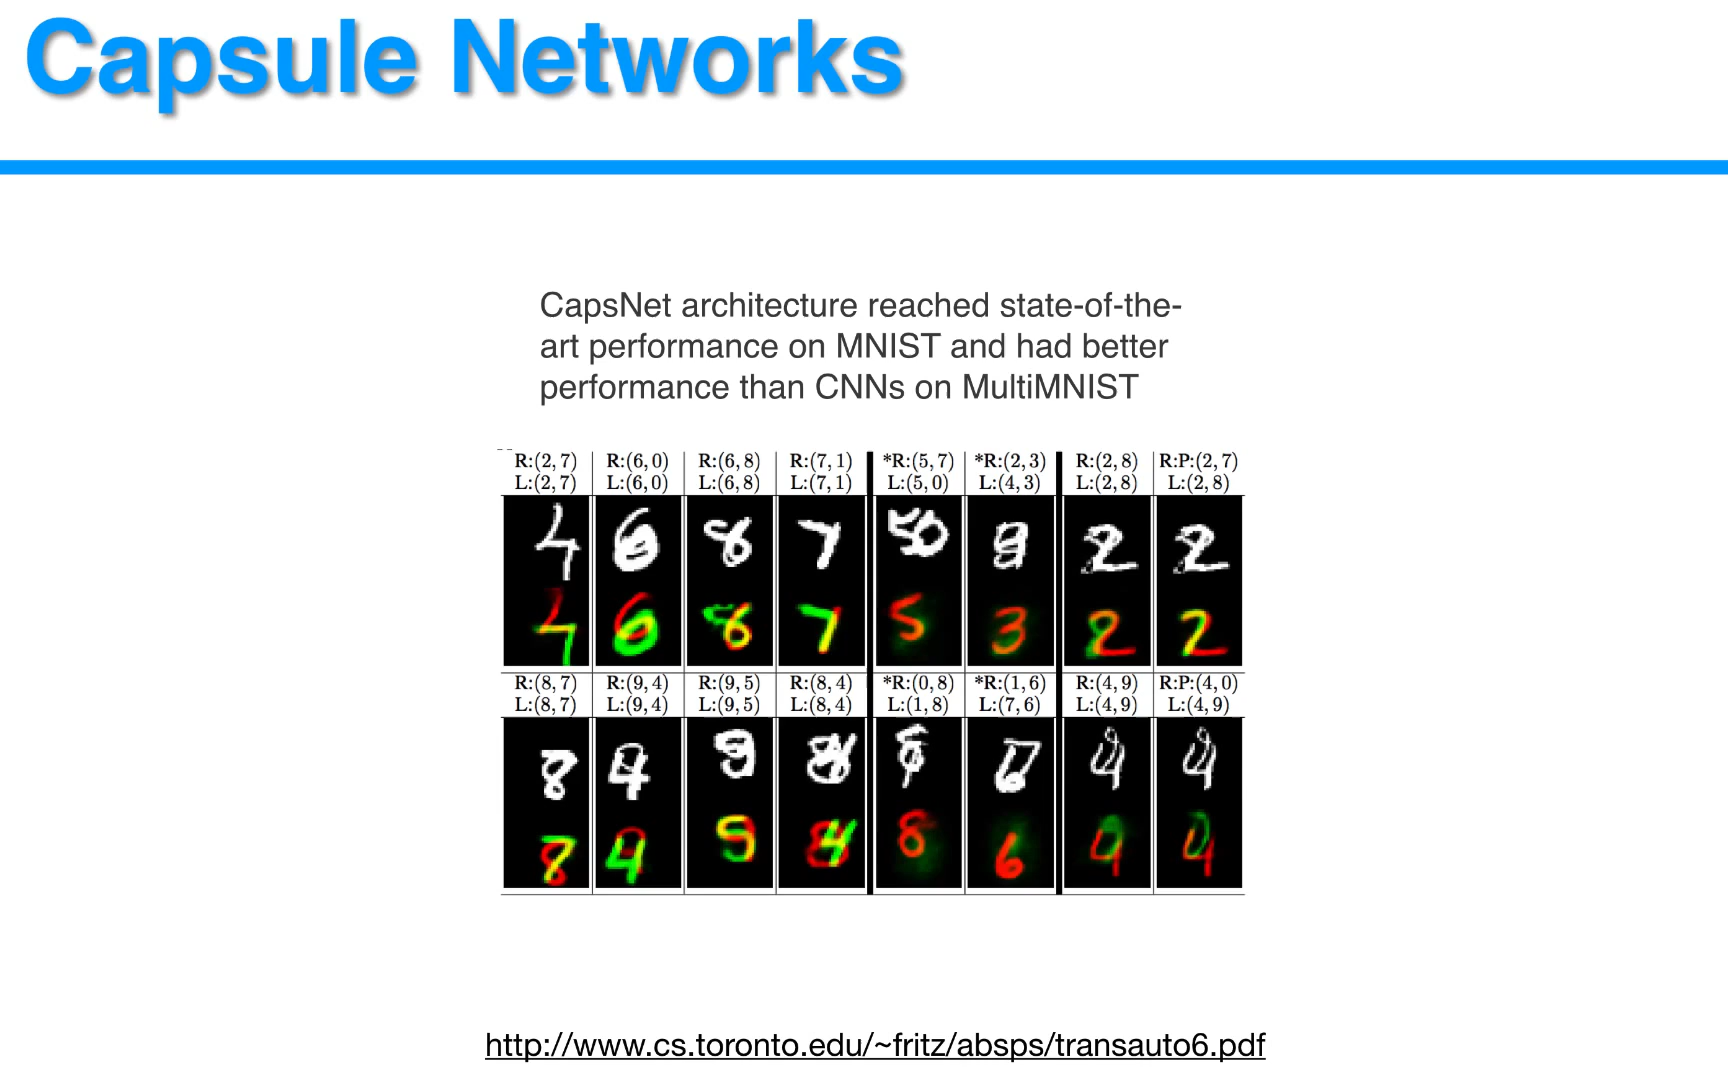 Capsule Networks
CapsNet architecture reached state-of-the-
art performance on MNIST and had better
performance than CNNs on MultiMNIST
R:(2, 7) R:(6, 0) R:(6, 8) R:(7, 1) *R:(5, 7) *R:(2, 3) R:(2, 8) R:P:(2, 7)
L:(2, 7) L:(6, 0) L:(6, 8) L:(7, 1) L:(5, 0) L:(4, 3) L:(2, 8) L:(2, 8)
R:(8, 7) R:(9, 4) R:(9, 5) R:(8, 4) *R:(0, 8) *R:(1, 6) R:(4, 9) R:P:(4, 0)
L:(8, 7) L:(9, 4) L:(9, 5) L:(8, 4) L:(1, 8) L:(7, 6) L:(4, 9) L:(4, 9)
http://www.cs.toronto.edu/~fritz/absps/transauto6.pdf